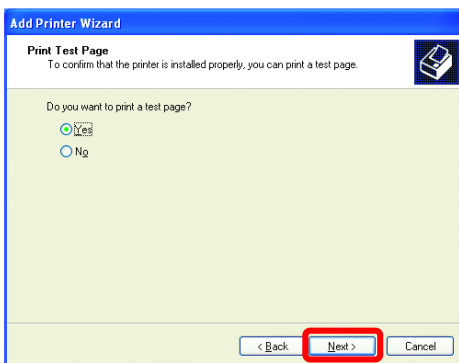 Add Printer Wizard
Print Test Page
To confirm that the printer is installed properly, you can print a test page.
Do you want to print a test page?
Yes
No
< Back
Next >
Cancel